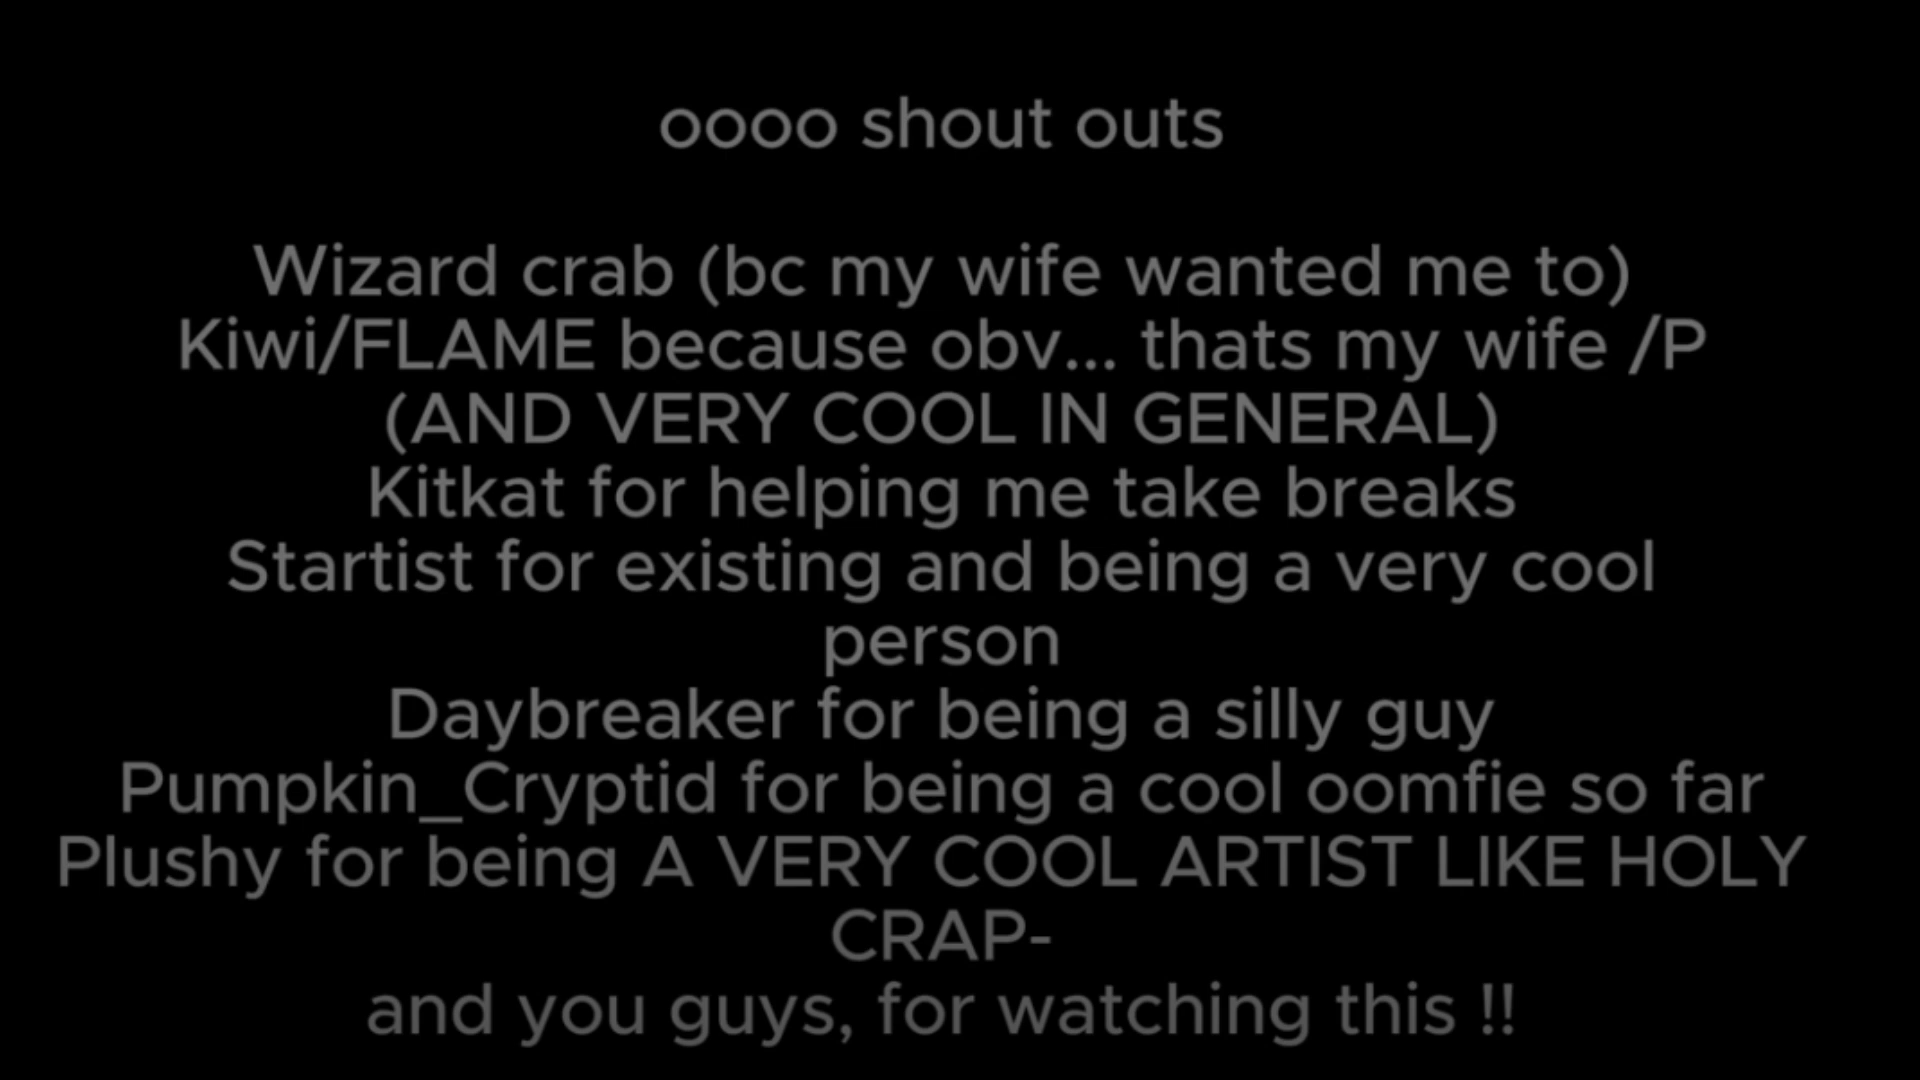 oooo shout outs
Wizard crab (bc my wife wanted me to)
Kiwi/FLAME because obv... thats my wife /P
(AND VERY COOL IN GENERAL)
Kitkat for helping me take breaks
Startist for existing and being a very cool
person
Daybreaker for being a silly guy
Pumpkin_Cryptid for being a cool oomfie so far
Plushy for being A VERY COOL ARTIST LIKE HOLY
CRAP-
and you guys, for watching this !!